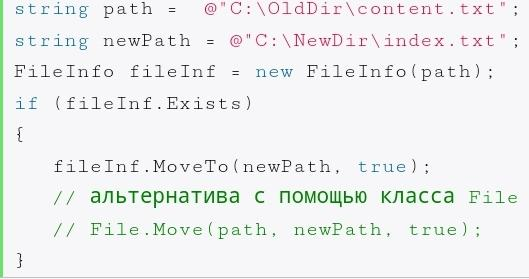 string path =  @"C:\OldDir\content.txt";
string newPath = @"C:\NewDir\index.txt";
FileInfo fileInf = new FileInfo(path);
if (fileInf.Exists)
{
   fileInf.MoveTo(newPath, true);
   // альтернатива с помощью класса File
   // File.Move(path, newPath, true);
}